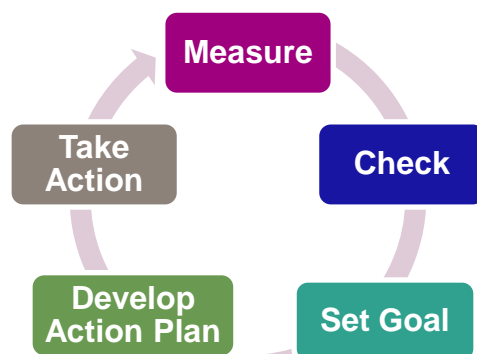 Measure
Check
Set Goal
Develop
Action Plan
Take
Action